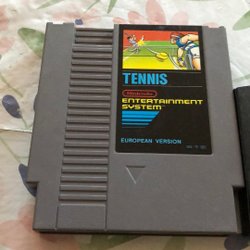 TENNIS
Nintendo
ENTERTAINMENT
SYSTEM
EUROPEAN VERSION